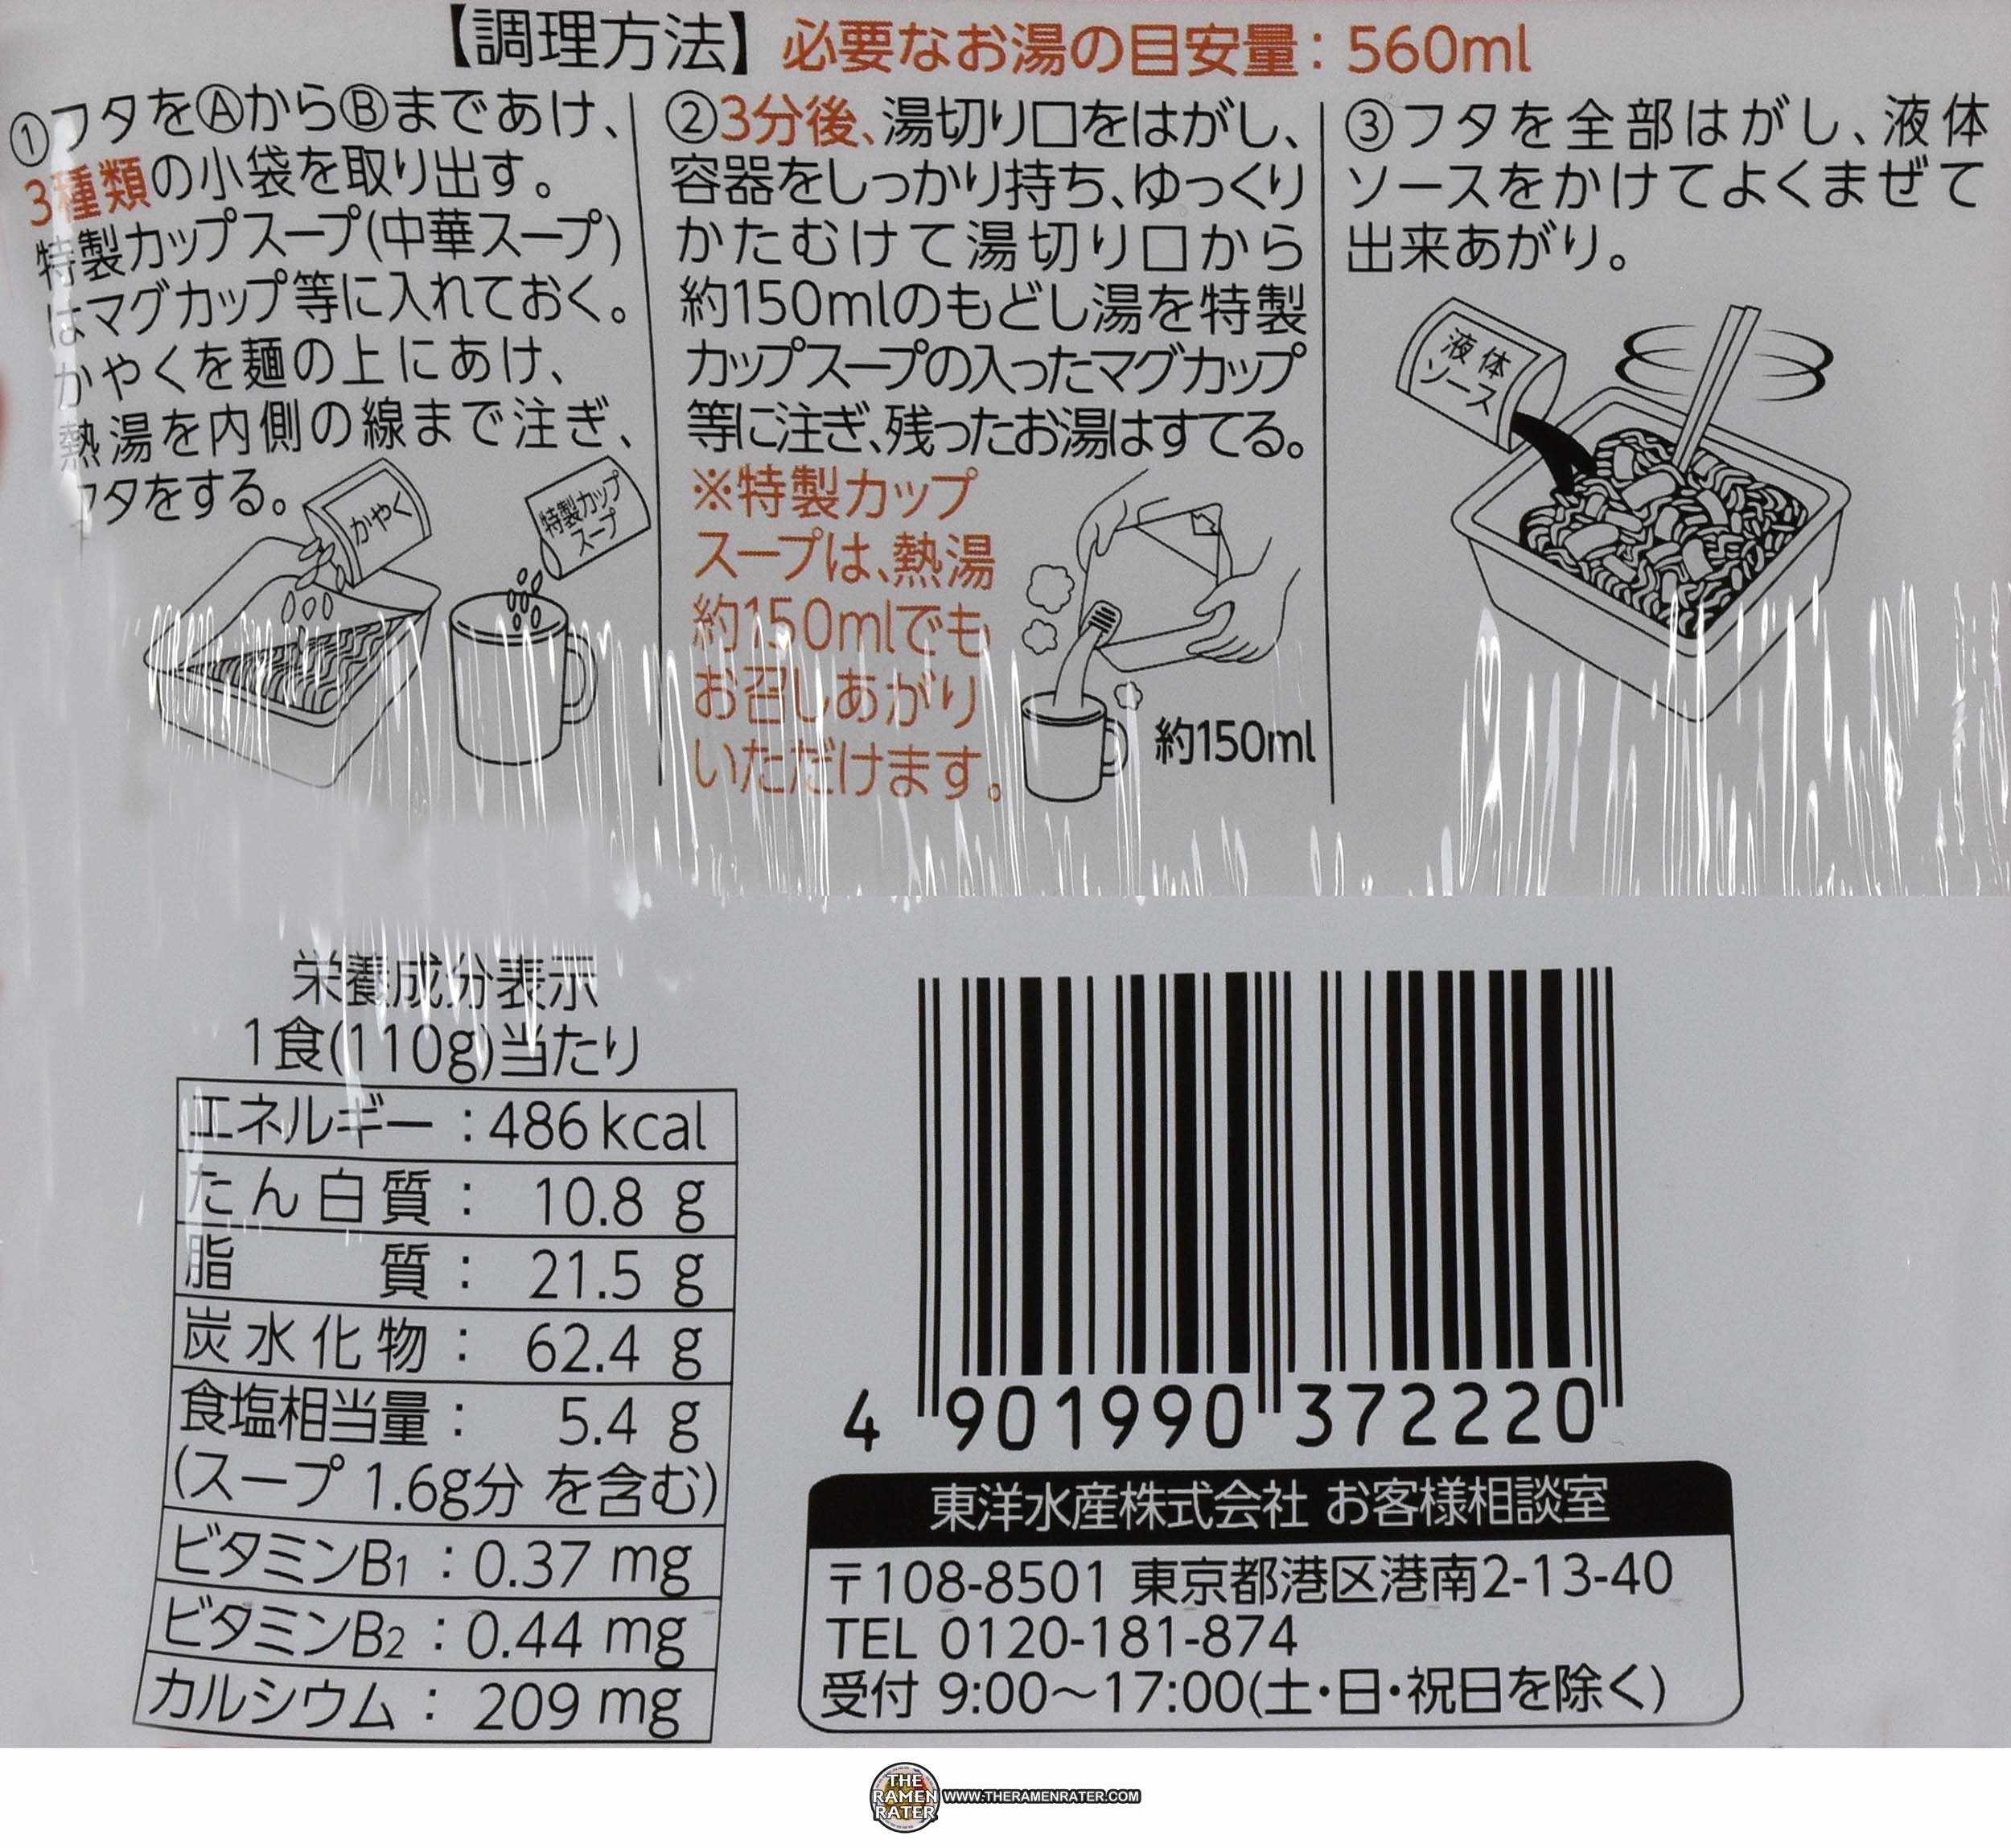 【調理方法】必要なお湯の目安量：560ml
①フタをⒶからⒷまであけ、
3種類の小袋を取り出す。
特製カップスープ(中華スープ)
はマグカップ等に入れておく。
かやくを麺の上にあけ、
熱湯を内側の線まで注ぎ、
フタをする。
かやく
特製カップ
スープ
②3分後、湯切り口をはがし、
容器をしっかり持ち、ゆっくり
かたむけて湯切り口から
約150mlのもどし湯を特製
カップスープの入ったマグカップ
等に注ぎ、残ったお湯はすてる。
※特製カップ
スープは、熱湯
約150mlでも
お召しあがり
いただけます。
約150ml
③フタを全部はがし、液体
ソースをかけてよくまぜて
出来あがり。
液体
ソース
栄養成分表示
1食(110g)当たり
エネルギー：486kcal
たん白質：10.8g
脂質：21.5g
炭水化物：62.4g
食塩相当量：5.4g
(スープ1.6g分を含む)
ビタミンB1：0.37mg
ビタミンB2：0.44mg
カルシウム：209mg
4 901990 372220
東洋水産株式会社 お客様相談室
〒108-8501 東京都港区港南2-13-40
TEL 0120-181-874
受付 9:00～17:00(土・日・祝日を除く)
THE
RAMEN
RATER
WWW.THERAMENRATER.COM